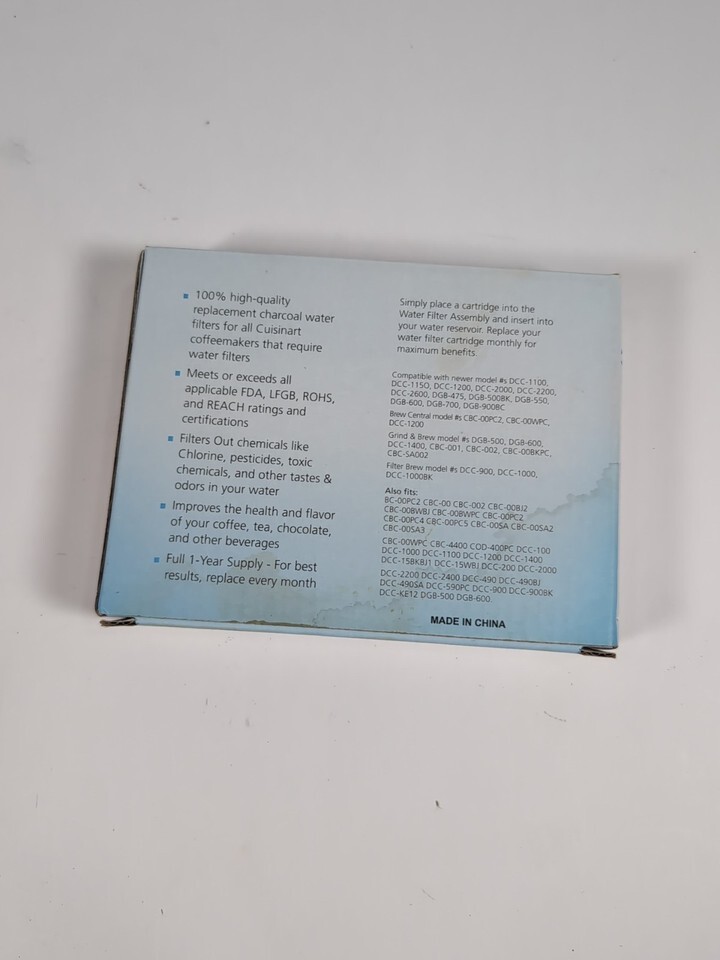 100% high-quality
replacement charcoal water
filters for all Cuisinart
coffeemakers that require
water filters
Meets or exceeds all
applicable FDA, LFGB, ROHS,
and REACH ratings and
certifications
Filters Out chemicals like
Chlorine, pesticides, toxic
chemicals, and other tastes &
odors in your water
Improves the health and flavor
of your coffee, tea, chocolate,
and other beverages
Full 1-Year Supply - For best
results, replace every month
Simply place a cartridge into the
Water Filter Assembly and insert into
your water reservoir. Replace your
water filter cartridge monthly for
maximum benefits
Compatible with newer model #s DCC-1100,
DCC-1150, DCC-1200, DCC-2000, DCC-2200,
DCC-2600, DGB-475, DGB-500BK, DGB-550,
DGB-600, DGB-700, DGB-900BC
Brew Central model #s CBC-00PC2, CBC-00WPC,
DCC-1200
Grind & Brew model #s DGB-500, DGB-600,
DCC-1400, CBC-001, CBC-002, CBC-00BKPC,
CBC-SA002
Filter Brew model #s DCC-900, DCC-1000,
DCC-1000BK
Also fits:
BC-00PC2 CBC-00 CBC-002 CBC-00BJ2
CBC-00BWBJ CBC-00BWPC CBC-00PC2
CBC-00PC4 CBC-00PC5 CBC-00SA CBC-00SA2
CBC-00SA3
CBC-00WPC CBC-4400 COD-400PC DCC-100
DCC-1000 DCC-1100 DCC-1200 DCC-1400
DCC-15BKBJ1 DCC-15WBJ DCC-200 DCC-2000
DCC-2200 DCC-2400 DCC-490 DCC-490BJ
DCC-490SA DCC-590PC DCC-900 DCC-900BK
DCC-KE12 DGB-500 DGB-600
MADE IN CHINA